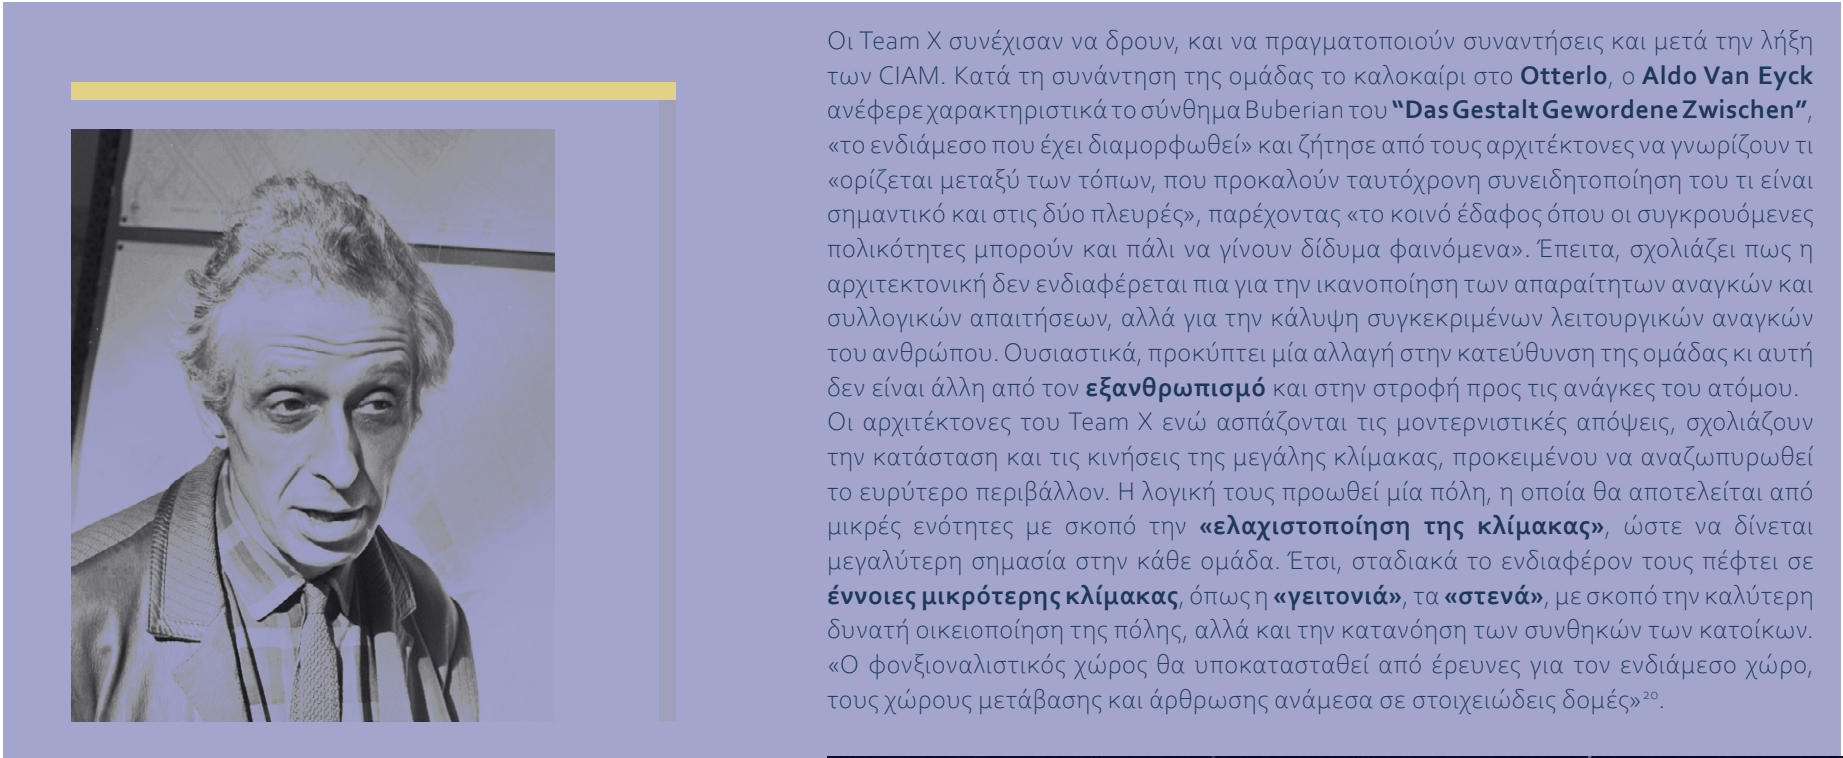 Οι Team X συνέχισαν να δρουν, και να πραγματοποιούν συναντήσεις και μετά την λήξη
των CIAM. Κατά τη συνάντηση της ομάδας το καλοκαίρι στο Otterlo, ο Aldo Van Eyck
ανέφερε χαρακτηριστικά το σύνθημα Buberian του “Das Gestalt Gewordene Zwischen”,
«το ενδιάμεσο που έχει διαμορφωθεί» και ζήτησε από τους αρχιτέκτονες να γνωρίζουν τι
«ορίζεται μεταξύ των τόπων, που προκαλούν ταυτόχρονη συνειδητοποίηση του τι είναι
σημαντικό και στις δύο πλευρές», παρέχοντας «το κοινό έδαφος όπου οι συγκρουόμενες
πολικότητες μπορούν και πάλι να γίνουν δίδυμα φαινόμενα». Έπειτα, σχολιάζει πως η
αρχιτεκτονική δεν ενδιαφέρεται πια για την ικανοποίηση των απαραίτητων αναγκών και
συλλογικών απαιτήσεων, αλλά για την κάλυψη συγκεκριμένων λειτουργικών αναγκών
του ανθρώπου. Ουσιαστικά, προκύπτει μία αλλαγή στην κατεύθυνση της ομάδας κι αυτή
δεν είναι άλλη από τον εξανθρωπισμό και στην στροφή προς τις ανάγκες του ατόμου.
Οι αρχιτέκτονες του Team X ενώ ασπάζονται τις μοντερνιστικές απόψεις, σχολιάζουν
την κατάσταση και τις κινήσεις της μεγάλης κλίμακας, προκειμένου να αναζωπυρωθεί
το ευρύτερο περιβάλλον. Η λογική τους προωθεί μία πόλη, η οποία θα αποτελείται από
μικρές ενότητες με σκοπό την «ελαχιστοποίηση της κλίμακας», ώστε να δίνεται
μεγαλύτερη σημασία στην κάθε ομάδα. Έτσι, σταδιακά το ενδιαφέρον τους πέφτει σε
έννοιες μικρότερης κλίμακας, όπως η «γειτονιά», τα «στενά», με σκοπό την καλύτερη
δυνατή οικειοποίηση της πόλης, αλλά και την κατανόηση των συνθηκών των κατοίκων.
«Ο φονξιοναλιστικός χώρος θα υποκατασταθεί από έρευνες για τον ενδιάμεσο χώρο,
τους χώρους μετάβασης και άρθρωσης ανάμεσα σε στοιχειώδεις δομές»²⁰.